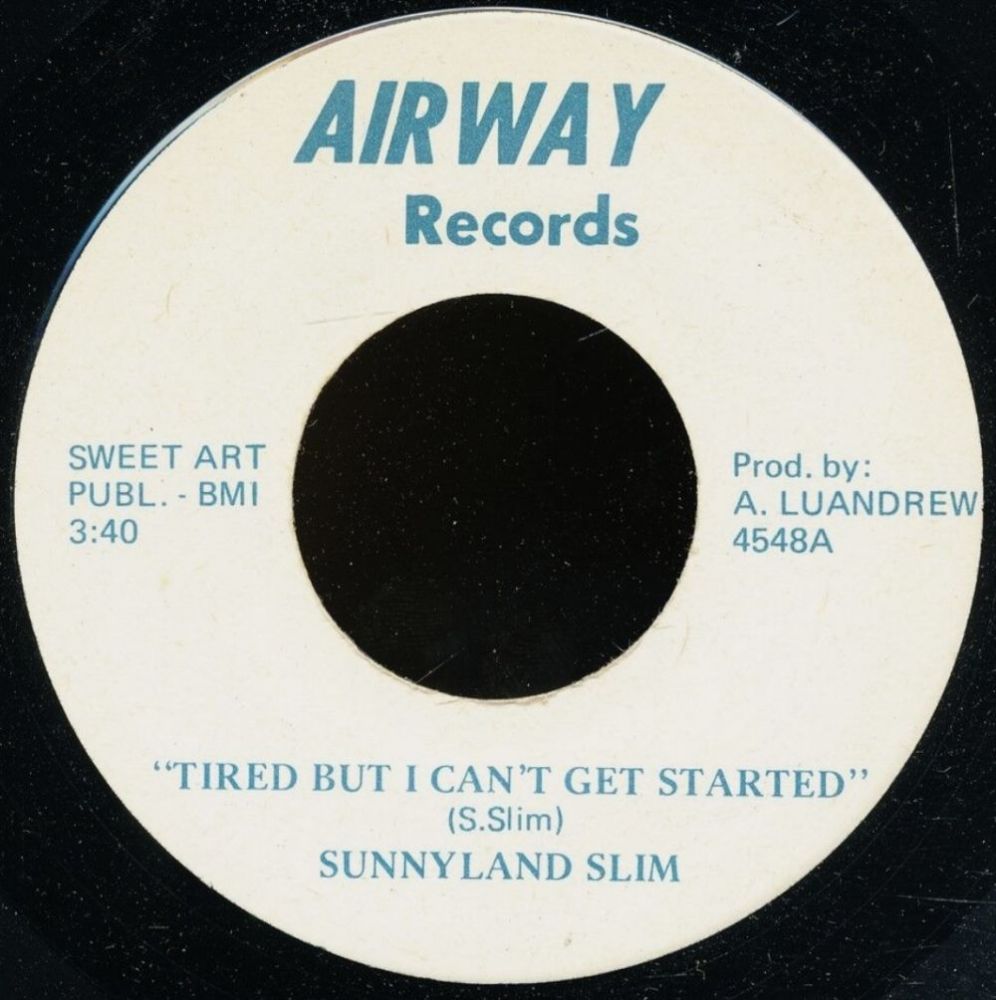 AIRWAY
Records
SWEET ART
PUBL. - BMI
3:40
Prod. by:
A. LUANDREW
4548A
"TIRED BUT I CAN'T GET STARTED"
(S.Slim)
SUNNYLAND SLIM